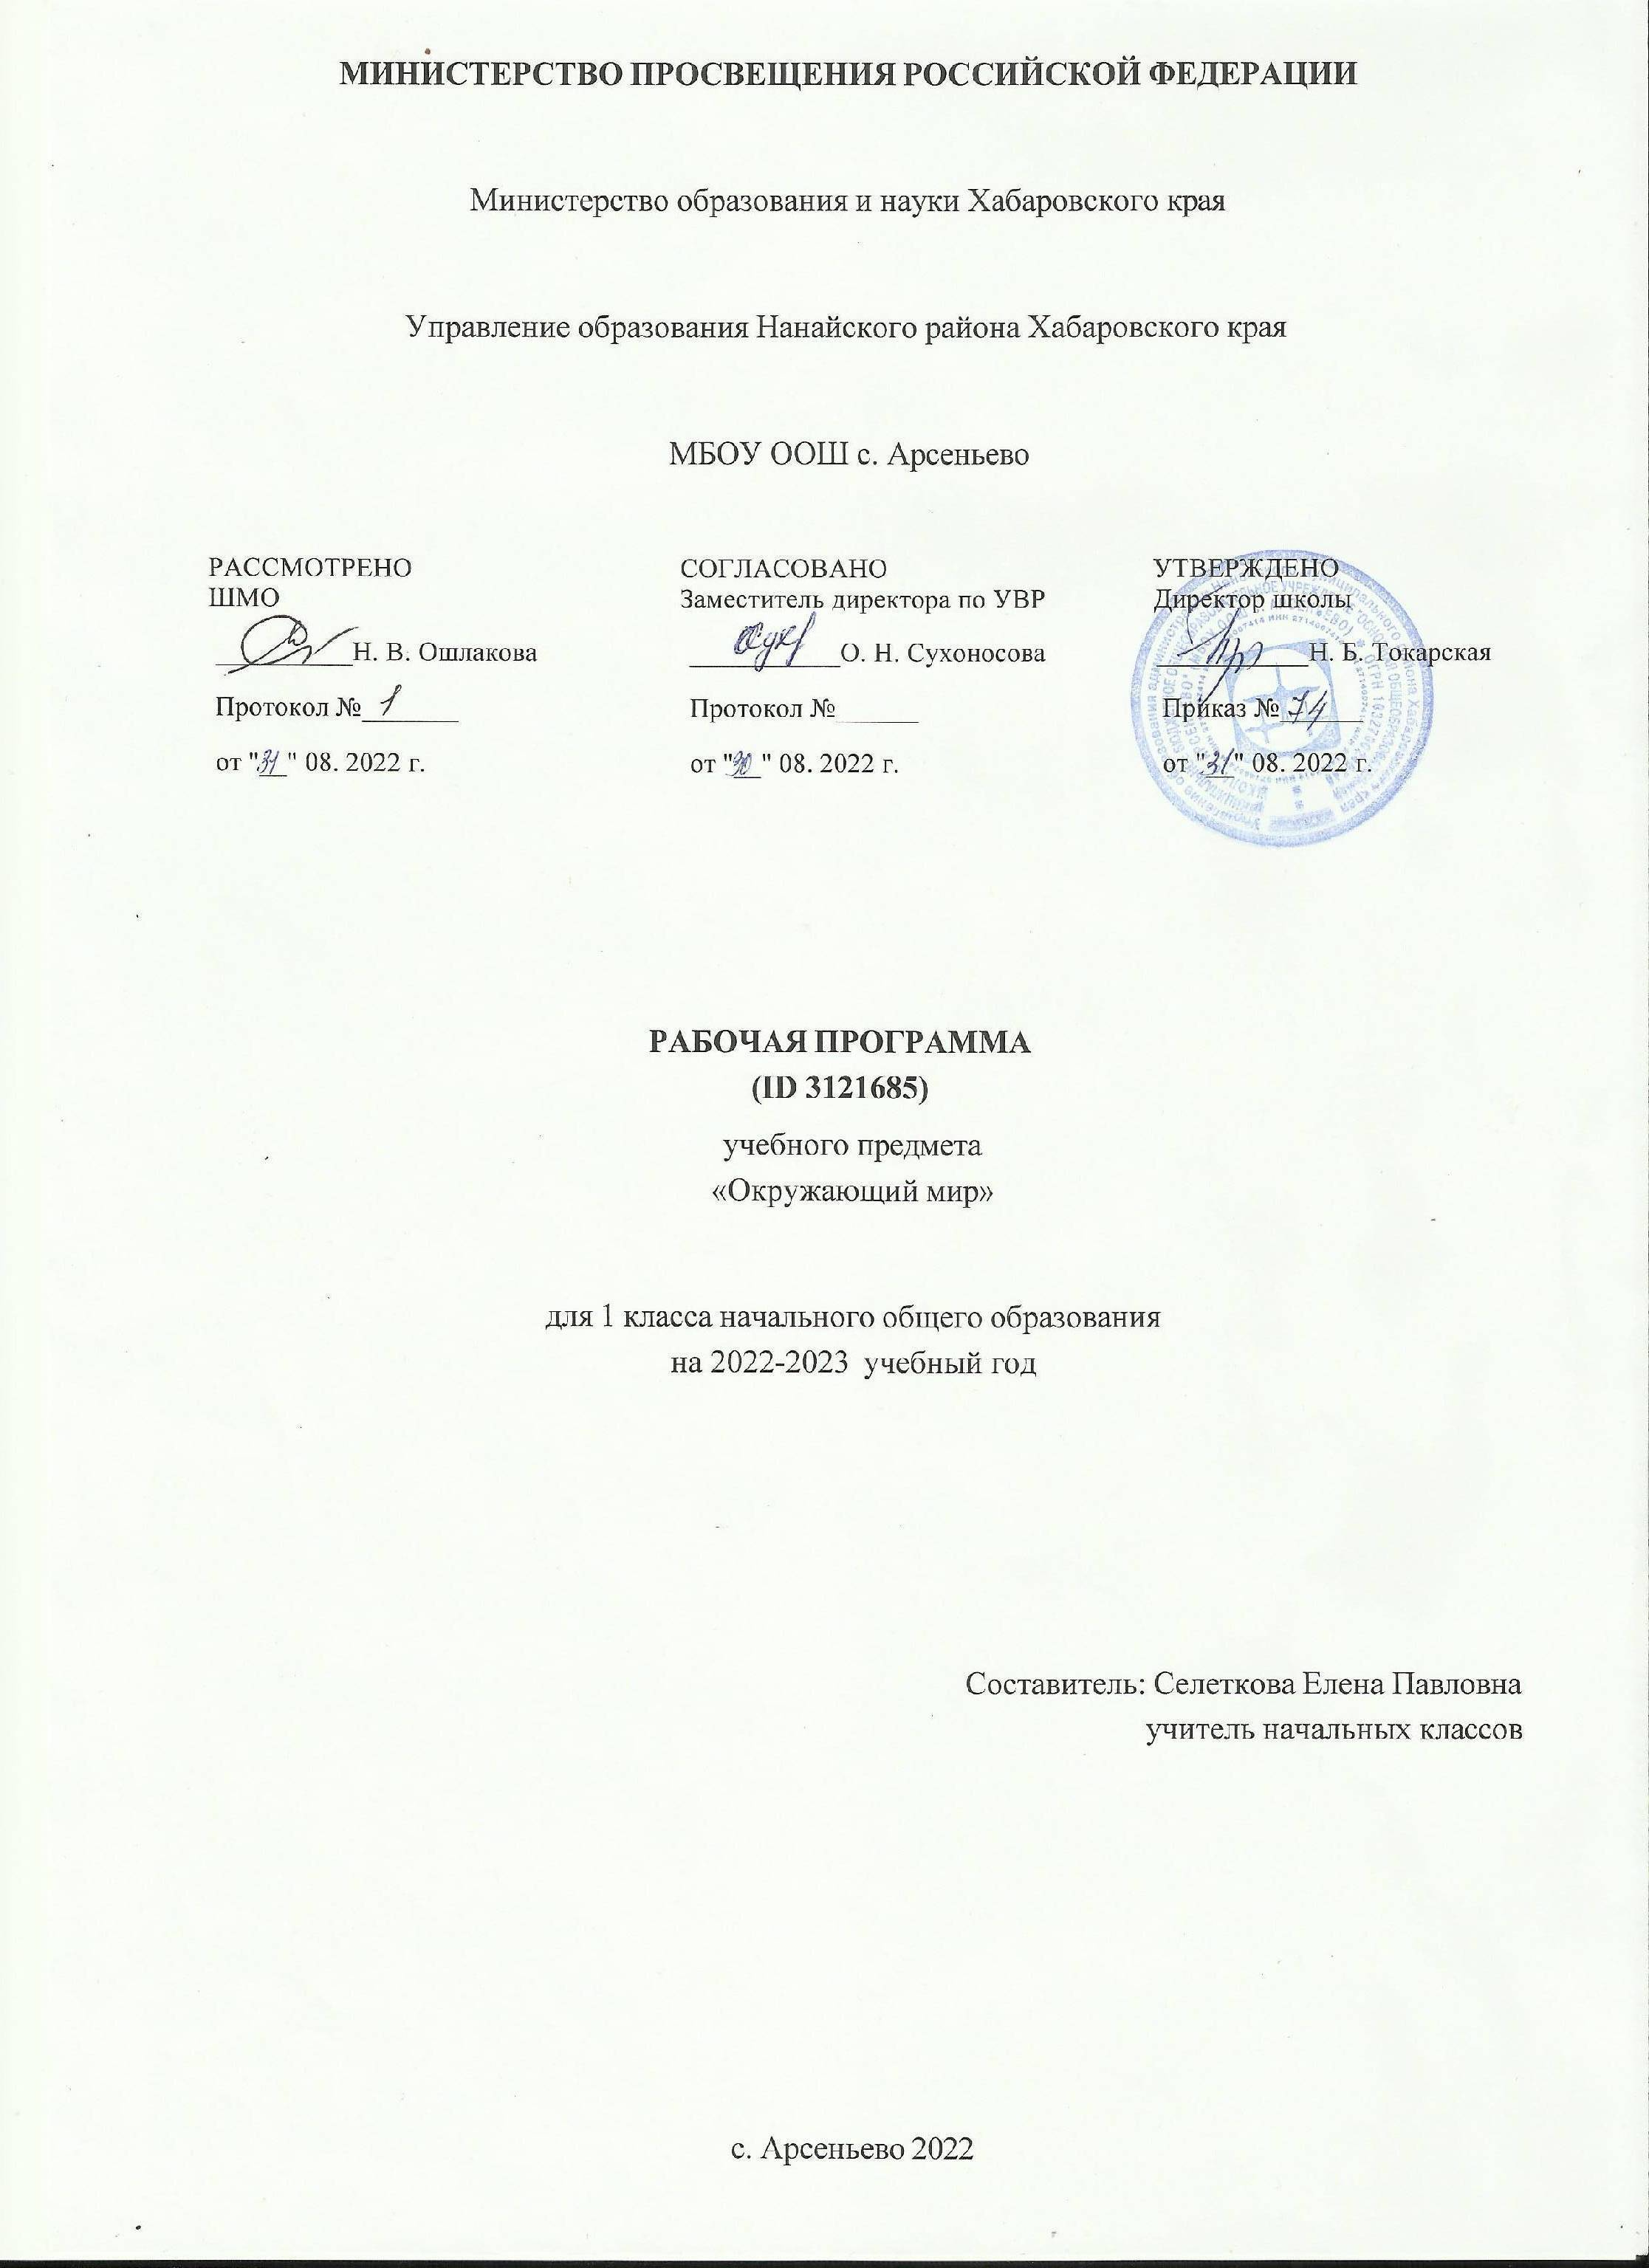 МИНИСТЕРСТВО ПРОСВЕЩЕНИЯ РОССИЙСКОЙ ФЕДЕРАЦИИ
Министерство образования и науки Хабаровского края
Управление образования Нанайского района Хабаровского края
МБОУ ООШ с. Арсеньево
РАССМОТРЕНО
ШМО
Н. В. Ошлакова
Протокол № 1
от "31" 08. 2022 г.
СОГЛАСОВАНО
Заместитель директора по УВР
О. Н. Сухоносова
Протокол №
от "30" 08. 2022 г.
УТВЕРЖДЕНО
Директор школы
Н. Б. Токарская
Приказ № 74
от "31" 08. 2022 г.
РАБОЧАЯ ПРОГРАММА
(ID 3121685)
учебного предмета
«Окружающий мир»
для 1 класса начального общего образования
на 2022-2023 учебный год
Составитель: Селеткова Елена Павловна
учитель начальных классов
с. Арсеньево 2022